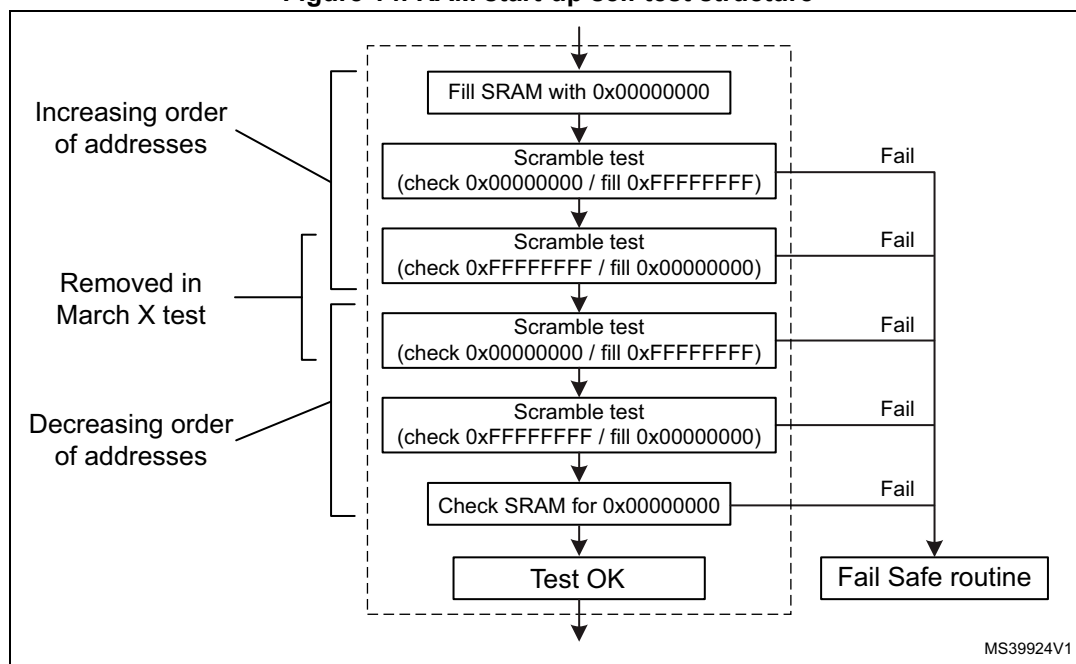 Increasing order
of addresses
Removed in
March X test
Decreasing order
of addresses
Fill SRAM with 0x00000000
Scramble test
(check 0x00000000 / fill 0xFFFFFFFF)
Fail
Scramble test
(check 0xFFFFFFFF / fill 0x00000000)
Fail
Scramble test
(check 0x00000000 / fill 0xFFFFFFFF)
Fail
Scramble test
(check 0xFFFFFFFF / fill 0x00000000)
Fail
Check SRAM for 0x00000000
Fail
Test OK
Fail Safe routine
MS39924V1